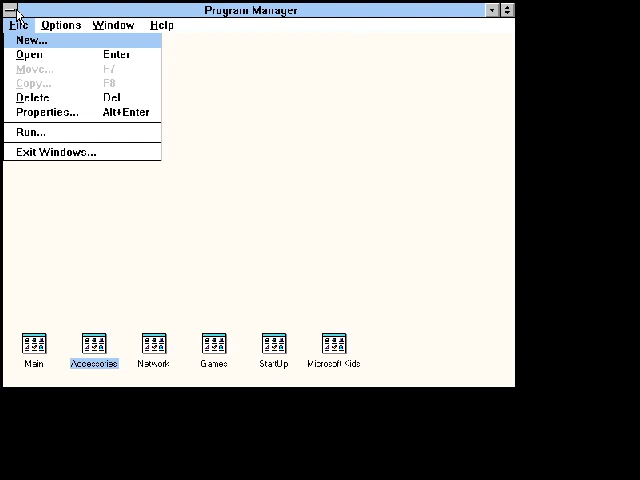 Program Manager
File Options Window Help
New...
Open Enter
Move... F7
Copy... F8
Delete Del
Properties... Alt+Enter
Run...
Exit Windows...
Main Accessories Network Games StartUp Microsoft Kids